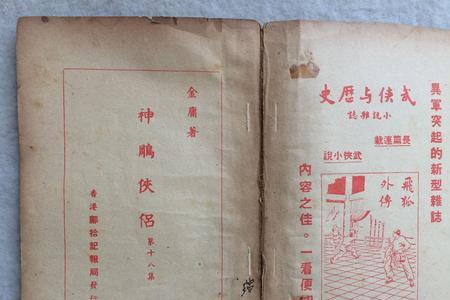 異軍突起的新型雜誌
武俠与歷史
小說雜誌
長篇連載
武俠小說
飛狐
外傳
內容之佳。一看便
金庸著
神鵰俠侶
第十八集
香港鄺拾記報局發行